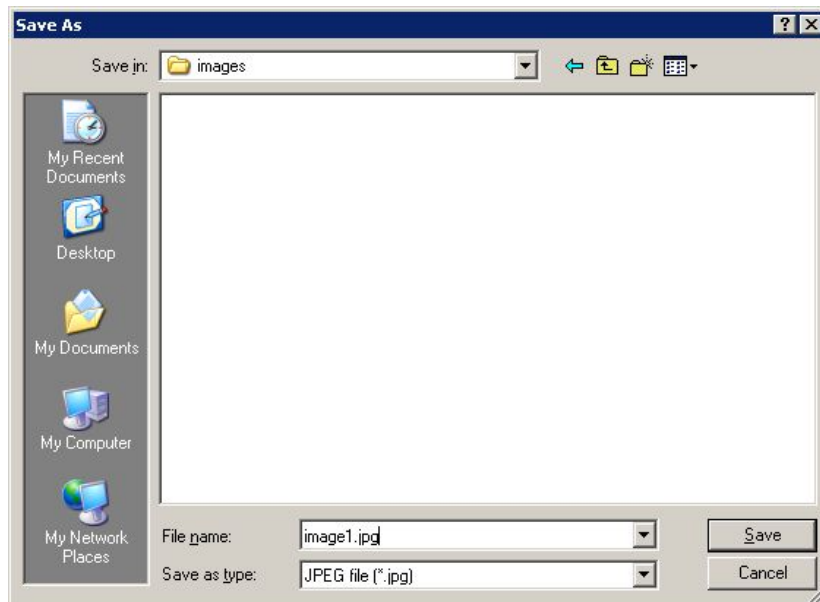 Save As
Save in:
images
My Recent
Documents
Desktop
My Documents
My Computer
My Network
Places
File name:
image1.jpg
Save
Save as type:
JPEG file (*.jpg)
Cancel